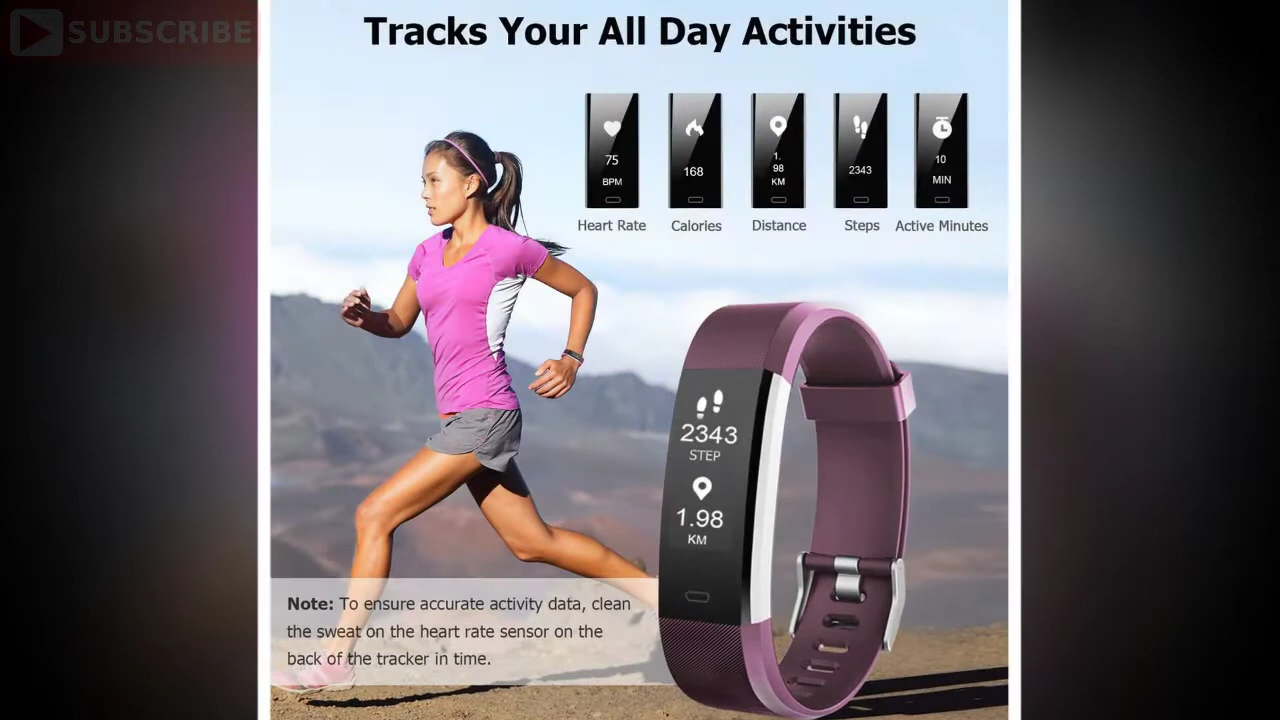 SUBSCRIBE
Tracks Your All Day Activities
75
BPM
168
1.
98
KM
2343
10
MIN
Heart Rate Calories Distance Steps Active Minutes
2343
STEP
1.98
KM
Note: To ensure accurate activity data, clean
the sweat on the heart rate sensor on the
back of the tracker in time.